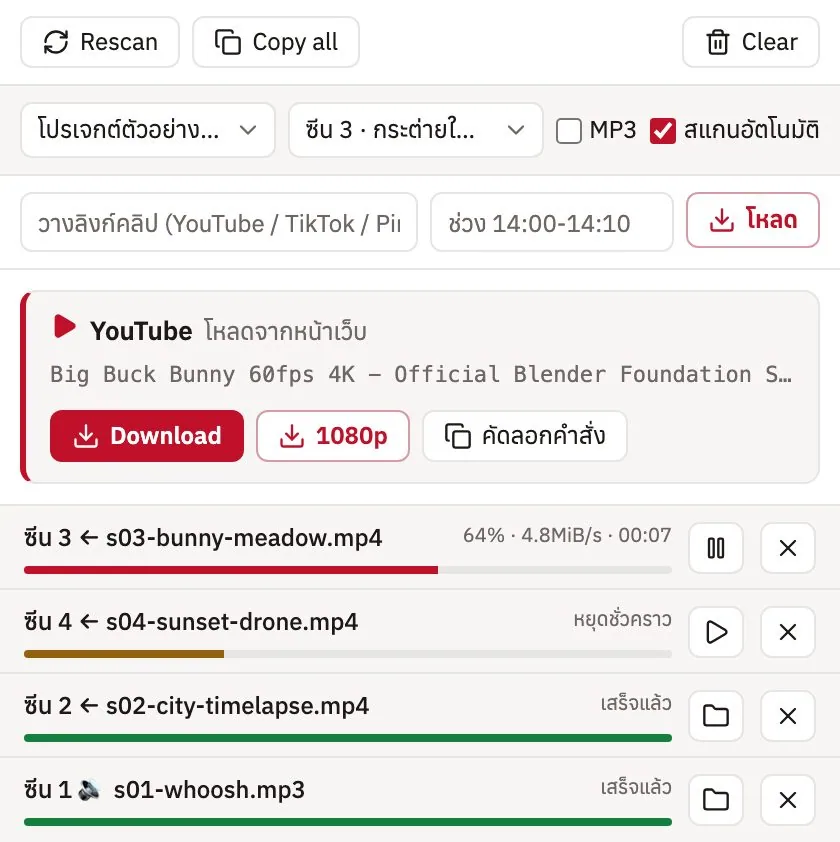 Rescan Copy all Clear
โปรเจกต์ตัวอย่าง... ซีน 3 · กระต่ายใ... MP3 สแกนอัตโนมัติ
วางลิงก์คลิป (YouTube / TikTok / Pin ช่วง 14:00-14:10 โหลด
YouTube โหลดจากหน้าเว็บ
Big Buck Bunny 60fps 4K – Official Blender Foundation S…
Download 1080p คัดลอกคำสั่ง
ซีน 3 ← s03-bunny-meadow.mp4 64% · 4.8MiB/s · 00:07
ซีน 4 ← s04-sunset-drone.mp4 หยุดชั่วคราว
ซีน 2 ← s02-city-timelapse.mp4 เสร็จแล้ว
ซีน 1 🔊 s01-whoosh.mp3 เสร็จแล้ว